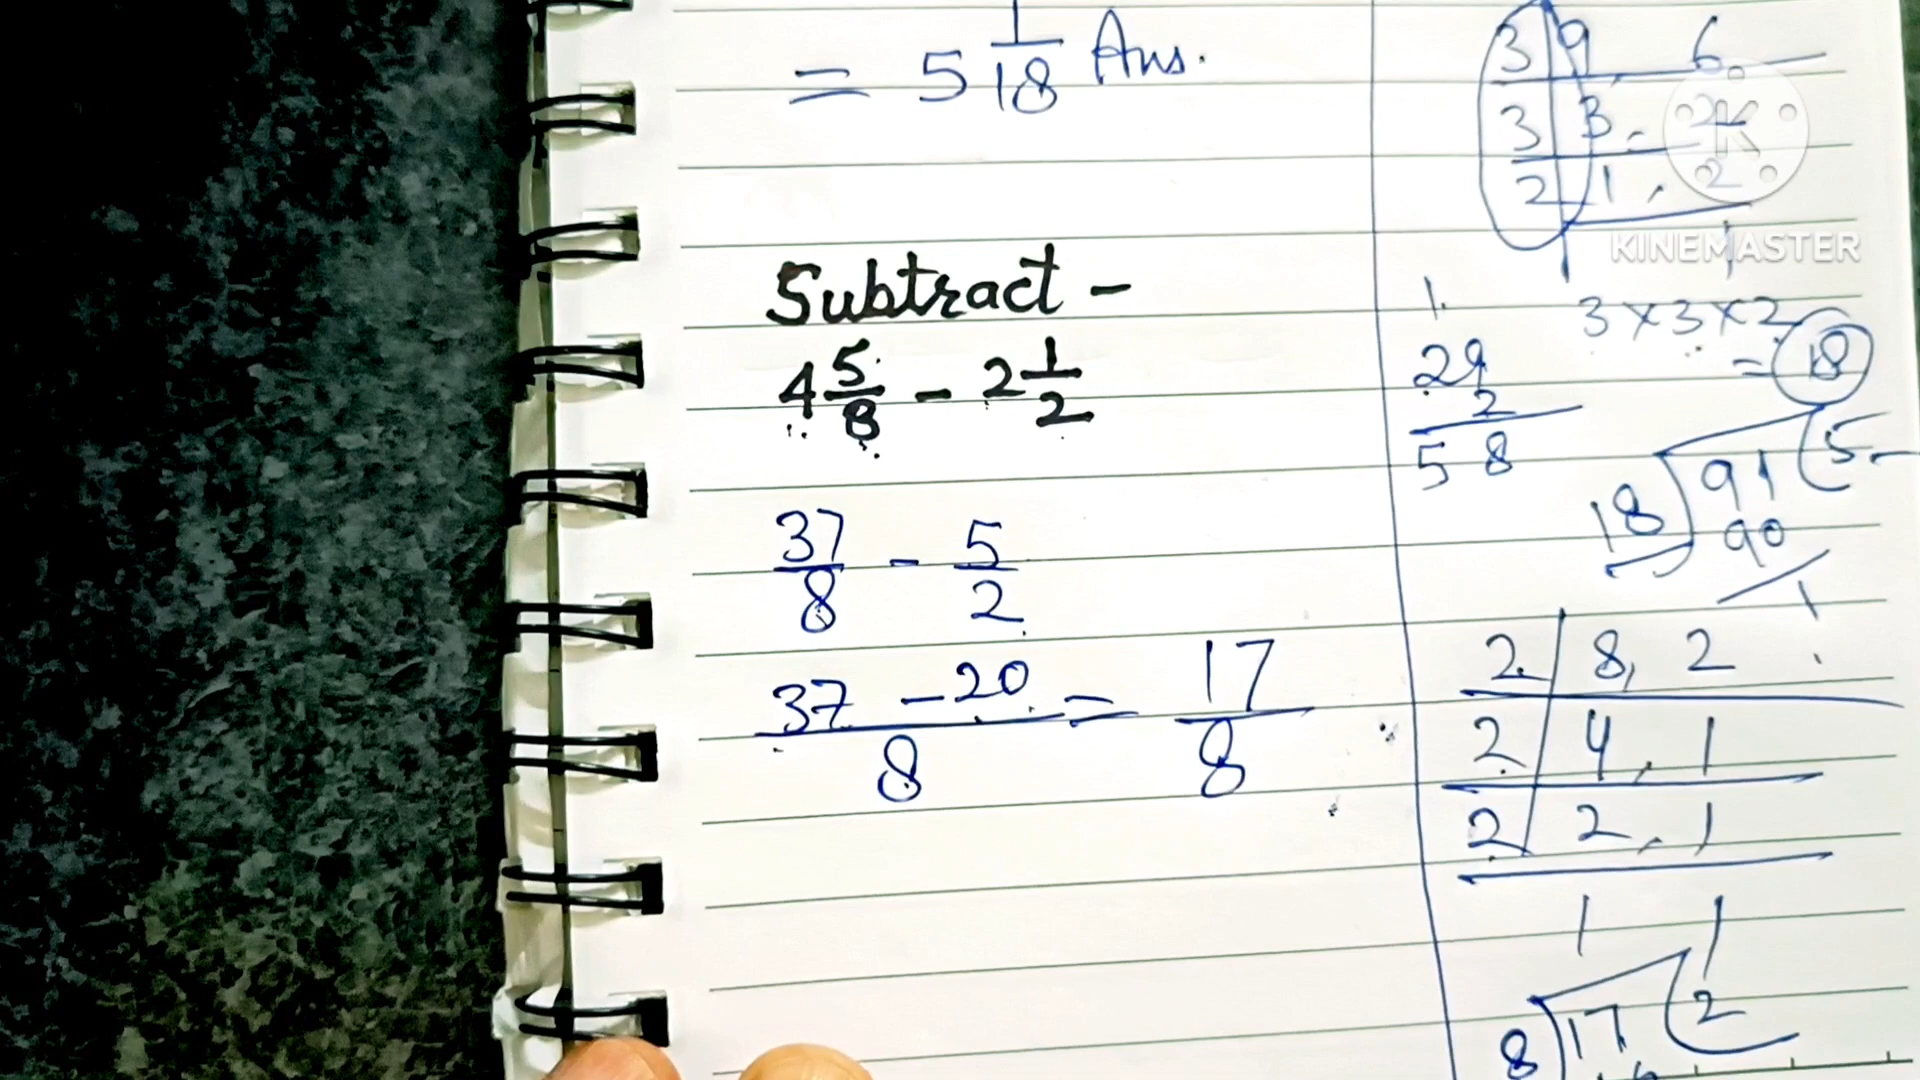 = 5 1/18 Ans.
Subtract -
4 5/8 - 2 1/2
37/8 - 5/2
37 - 20/8 = 17/8
3 | 9, 6
3 | 3, 2
2 | 1, 2
1
KINEMASTER
3 x 3 x 2
= 18
1
29
2
58
18 ) 91 ( 5
90
1
2 | 8, 2
2 | 4, 1
2 | 2, 1
1 1
8 ) 17 ( 2